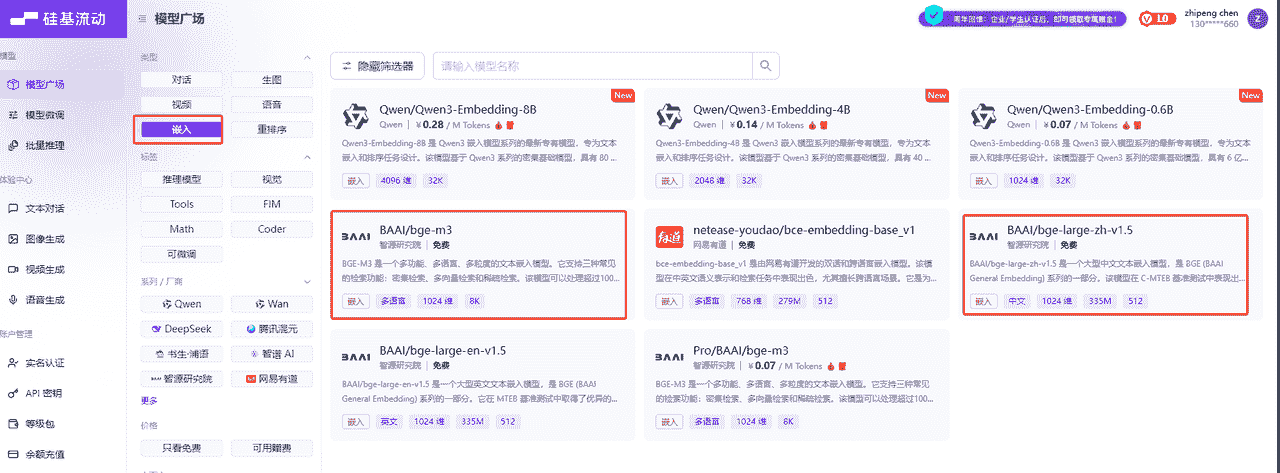 硅基流动
模型广场
周年回馈：企业/学生认证后，即可领取专属赠金！
L0
zhipeng chen
130*****660
Z
模型
模型广场
模型微调
批量推理
体验中心
文本对话
图像生成
视频生成
语音生成
账户管理
实名认证
API 密钥
等级包
余额充值
类型
对话
生图
视频
语音
嵌入
重排序
标签
推理模型
视觉
Tools
FIM
Math
Coder
可微调
系列 / 厂商
Qwen
Wan
DeepSeek
腾讯混元
书生·浦语
智谱 AI
智源研究院
网易有道
更多
价格
只看免费
可用赠费
隐藏筛选器
请输入模型名称
New
Qwen/Qwen3-Embedding-8B
Qwen | ¥ 0.28 / M Tokens
Qwen3-Embedding-8B 是 Qwen3 嵌入模型系列的最新专有模型，专为文本
嵌入和排序任务设计。该模型基于 Qwen3 系列的密集基础模型，具有 80 ...
嵌入 4096 维 32K
New
Qwen/Qwen3-Embedding-4B
Qwen | ¥ 0.14 / M Tokens
Qwen3-Embedding-4B 是 Qwen3 嵌入模型系列的最新专有模型，专为文本
嵌入和排序任务设计。该模型基于 Qwen3 系列的密集基础模型，具有 40 ...
嵌入 2048 维 32K
New
Qwen/Qwen3-Embedding-0.6B
Qwen | ¥ 0.07 / M Tokens
Qwen3-Embedding-0.6B 是 Qwen3 嵌入模型系列的最新专有模型，专为文
本嵌入和排序任务设计。该模型基于 Qwen3 系列的密集基础模型，具有 6 亿...
嵌入 1024 维 32K
BAAI
BAAI/bge-m3
智源研究院 | 免费
BGE-M3 是一个多功能、多语言、多粒度的文本嵌入模型。它支持三种常见
的检索功能：密集检索、多向量检索和稀疏检索。该模型可以处理超过100...
嵌入 多语言 1024 维 8K
有道
netease-youdao/bce-embedding-base_v1
网易有道 | 免费
bce-embedding-base_v1 是由网易有道开发的双语和跨语言嵌入模型。该模
型在中英文语义表示和检索任务中表现出色，尤其擅长跨语言场景。它是为...
嵌入 多语言 768 维 279M 512
BAAI
BAAI/bge-large-zh-v1.5
智源研究院 | 免费
BAAI/bge-large-zh-v1.5 是一个大型中文文本嵌入模型，是 BGE (BAAI
General Embedding) 系列的一部分。该模型在 C-MTEB 基准测试中表现出...
嵌入 中文 1024 维 335M 512
BAAI
BAAI/bge-large-en-v1.5
智源研究院 | 免费
BAAI/bge-large-en-v1.5 是一个大型英文文本嵌入模型，是 BGE (BAAI
General Embedding) 系列的一部分。它在 MTEB 基准测试中取得了优异的...
嵌入 英文 1024 维 335M 512
BAAI
Pro/BAAI/bge-m3
智源研究院 | ¥ 0.07 / M Tokens
BGE-M3 是一个多功能、多语言、多粒度的文本嵌入模型。它支持三种常见
的检索功能：密集检索、多向量检索和稀疏检索。该模型可以处理超过100...
嵌入 多语言 1024 维 8K